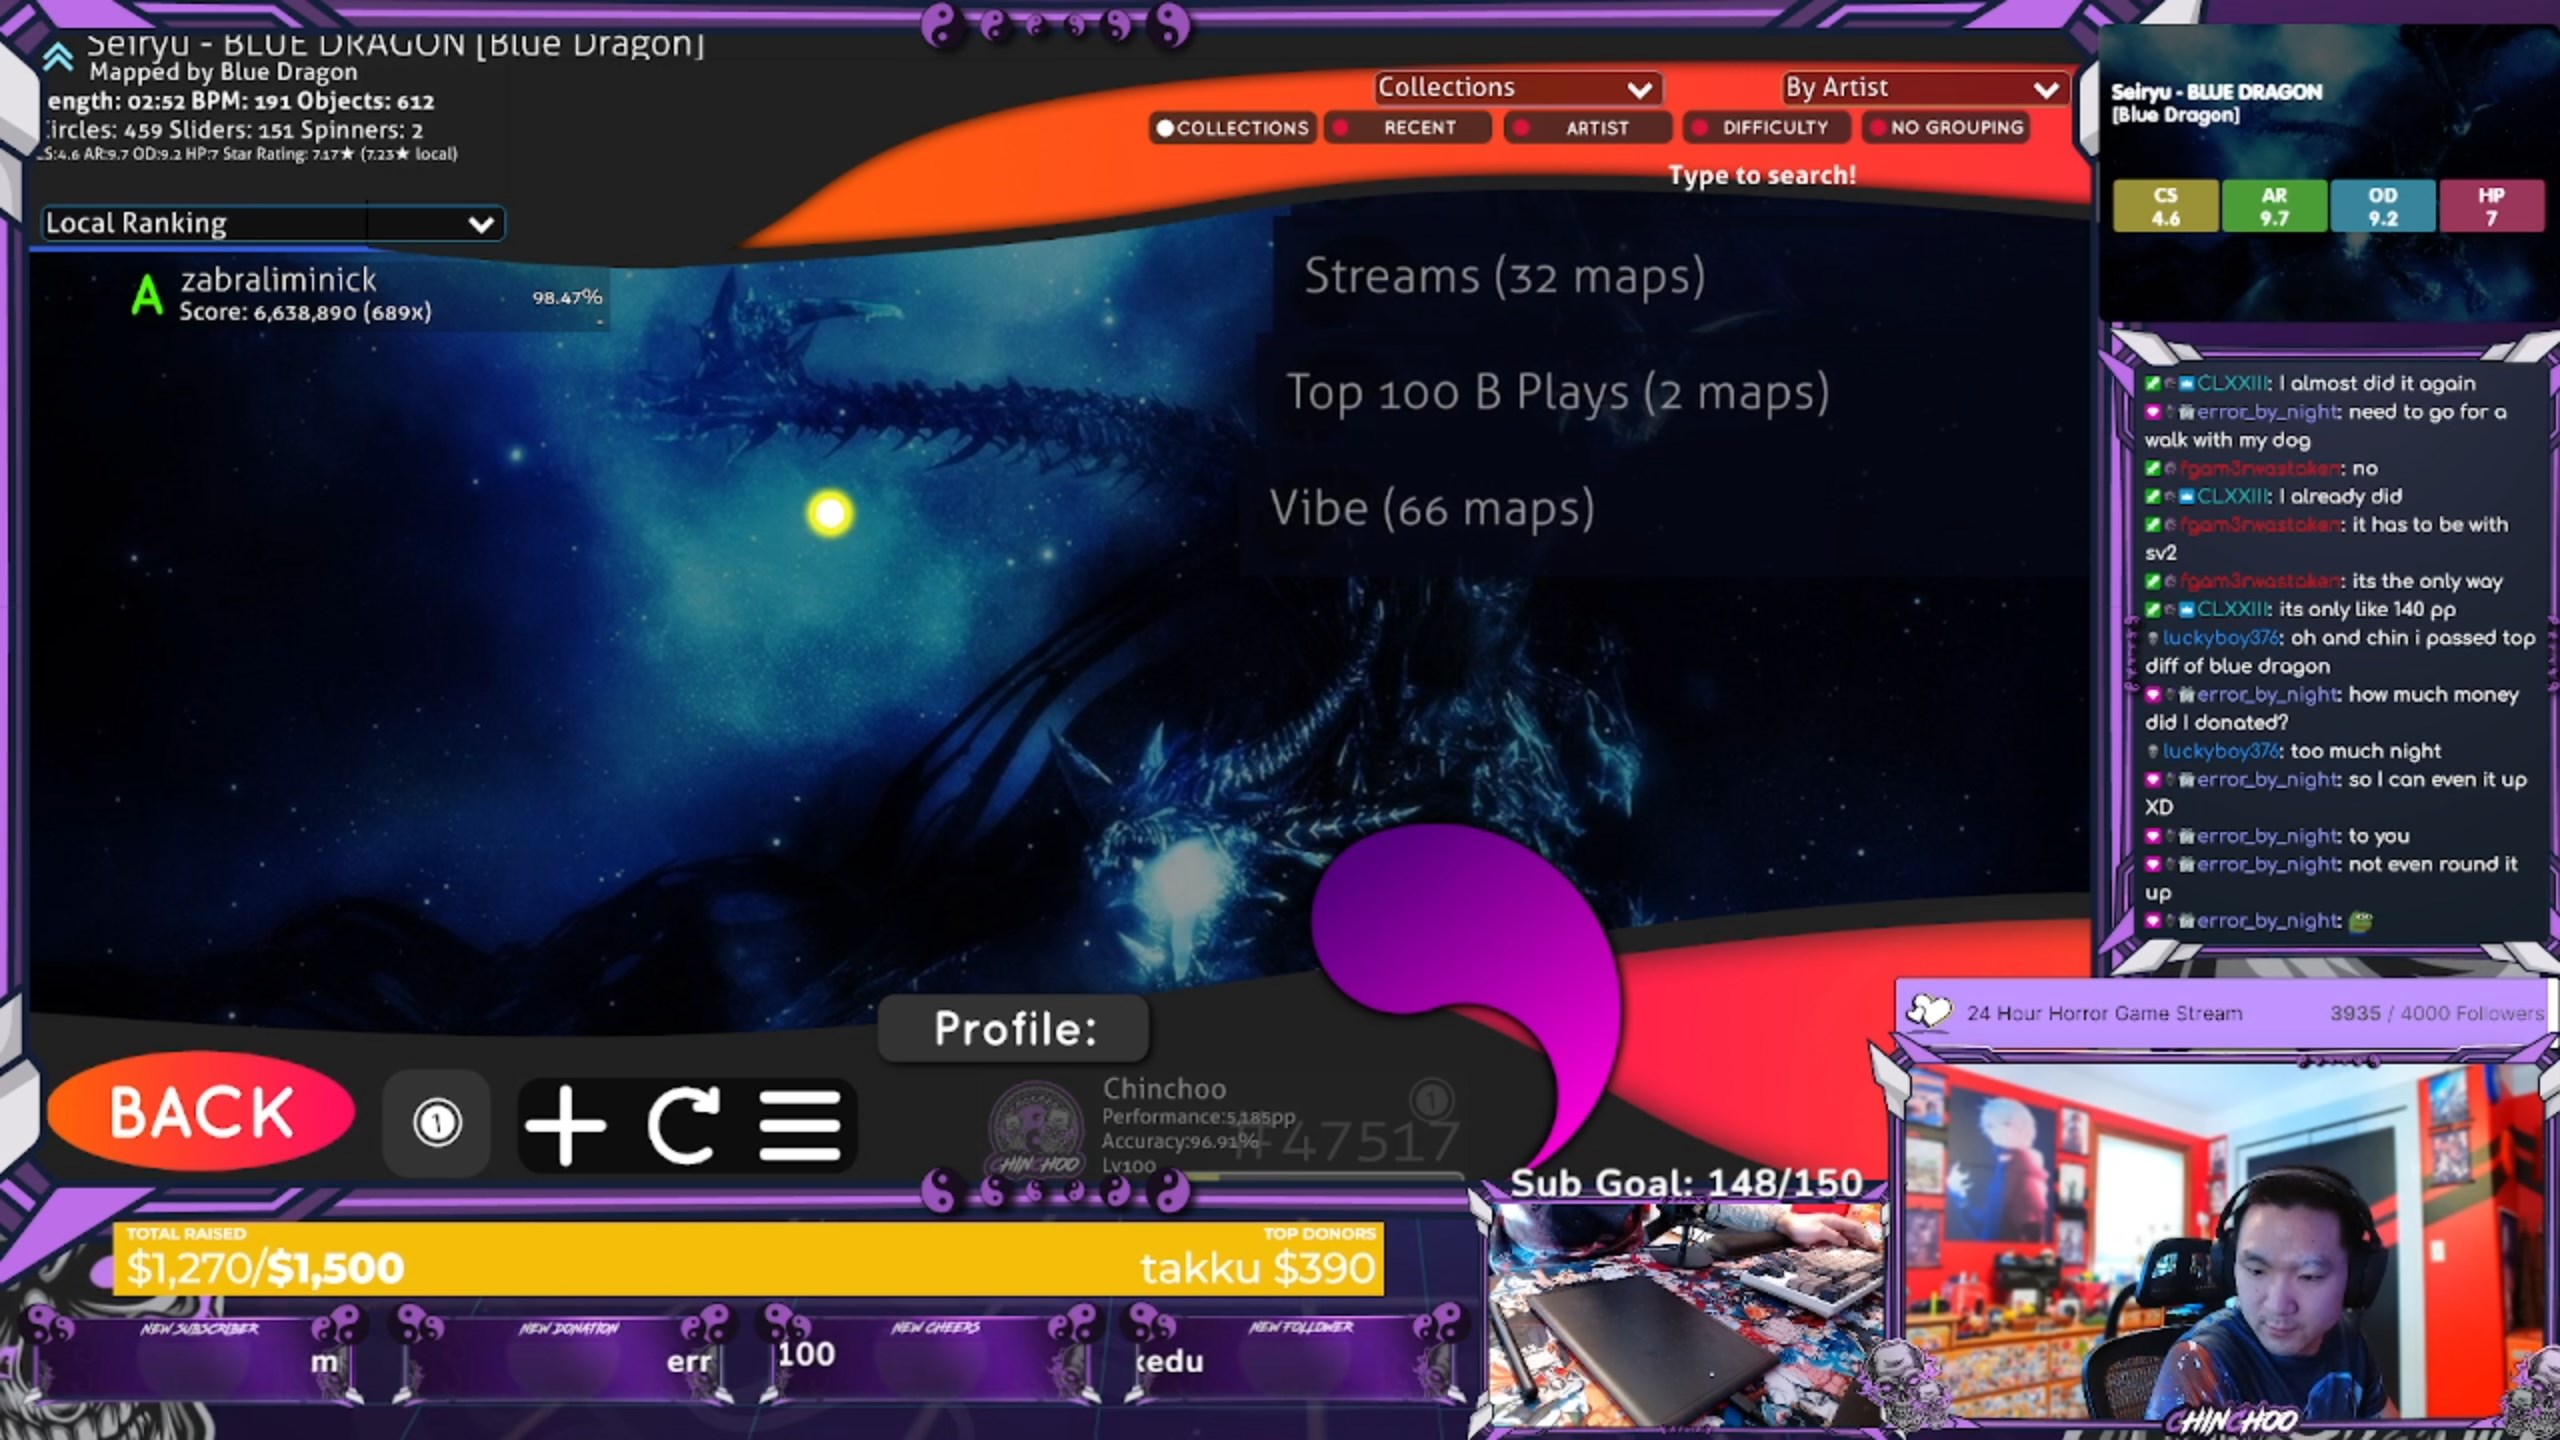 Seiryu - BLUE DRAGON [Blue Dragon]
Mapped by Blue Dragon
ength: 02:52 BPM: 191 Objects: 612
ircles: 459 Sliders: 151 Spinners: 2
S:4.6 AR:9.7 OD:9.2 HP:7 Star Rating: 7.17★ (7.23★ local)
Local Ranking
A
zabraliminick
Score: 6,638,890 (689x)
98.47%
-
Collections
By Artist
COLLECTIONS
RECENT
ARTIST
DIFFICULTY
NO GROUPING
Type to search!
Streams (32 maps)
Top 100 B Plays (2 maps)
Vibe (66 maps)
Seiryu - BLUE DRAGON
[Blue Dragon]
CS
4.6
AR
9.7
OD
9.2
HP
7
CLXXIII: I almost did it again
error_by_night: need to go for a
walk with my dog
fgam3rwastaken: no
CLXXIII: I already did
fgam3rwastaken: it has to be with
sv2
fgam3rwastaken: its the only way
CLXXIII: its only like 140 pp
luckyboy376: oh and chin i passed top
diff of blue dragon
error_by_night: how much money
did I donated?
luckyboy376: too much night
error_by_night: so I can even it up
XD
error_by_night: to you
error_by_night: not even round it
up
error_by_night:
24 Hour Horror Game Stream
3935 / 4000 Followers
Profile:
BACK
1
Chinchoo
Performance:5,185pp
Accuracy:96.91%
Lv100
#47517
1
CHINCHOO
Sub Goal: 148/150
TOTAL RAISED
$1,270/$1,500
TOP DONORS
takku $390
NEW SUBSCRIBER
m
NEW DONATION
err
NEW CHEERS
100
NEW FOLLOWER
xedu
CHINCHOO